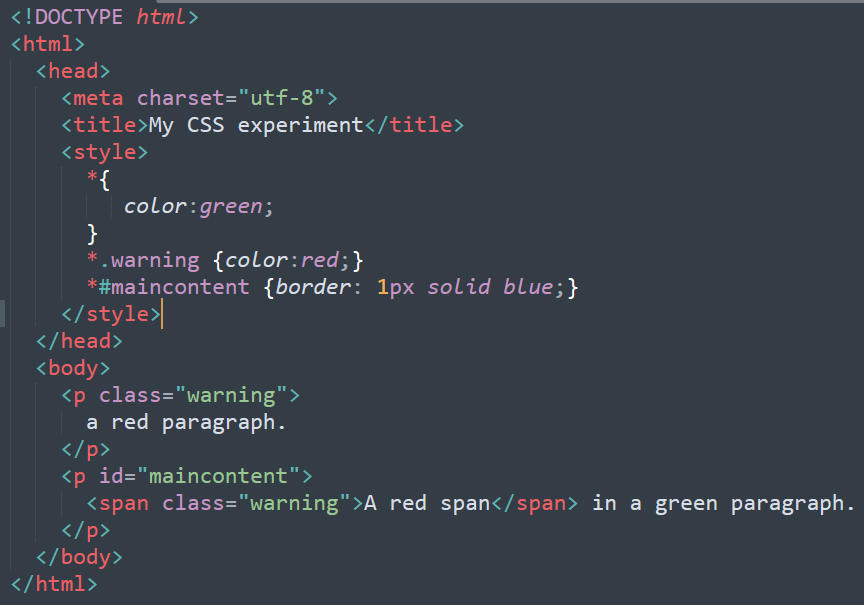 <!DOCTYPE html>
<html>
  <head>
    <meta charset="utf-8">
    <title>My CSS experiment</title>
    <style>
      *{
         color:green;
      }
      *.warning {color:red;}
      *#maincontent {border: 1px solid blue;}
    </style>
  </head>
  <body>
    <p class="warning">
      a red paragraph.
    </p>
    <p id="maincontent">
      <span class="warning">A red span</span> in a green paragraph.
    </p>
  </body>
</html>